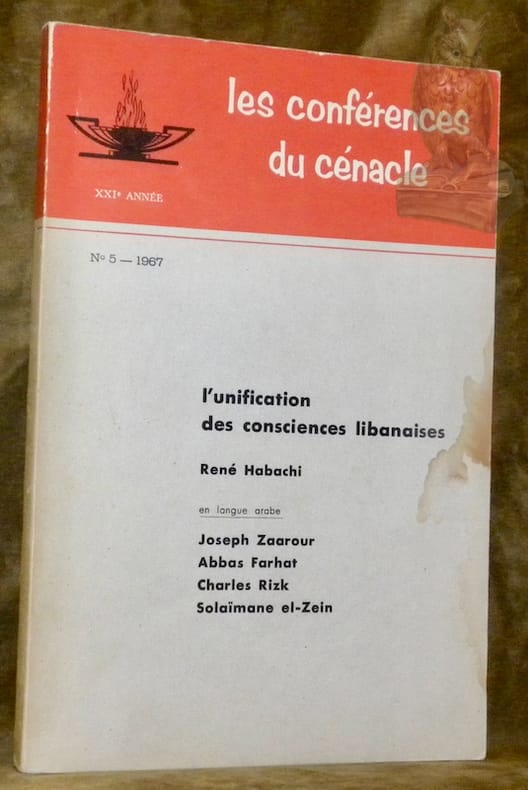 les conférences
du cénacle
XXIe ANNÉE
No 5 — 1967
l'unification
des consciences libanaises
René Habachi
en langue arabe
Joseph Zaarour
Abbas Farhat
Charles Rizk
Solaïmane el-Zein